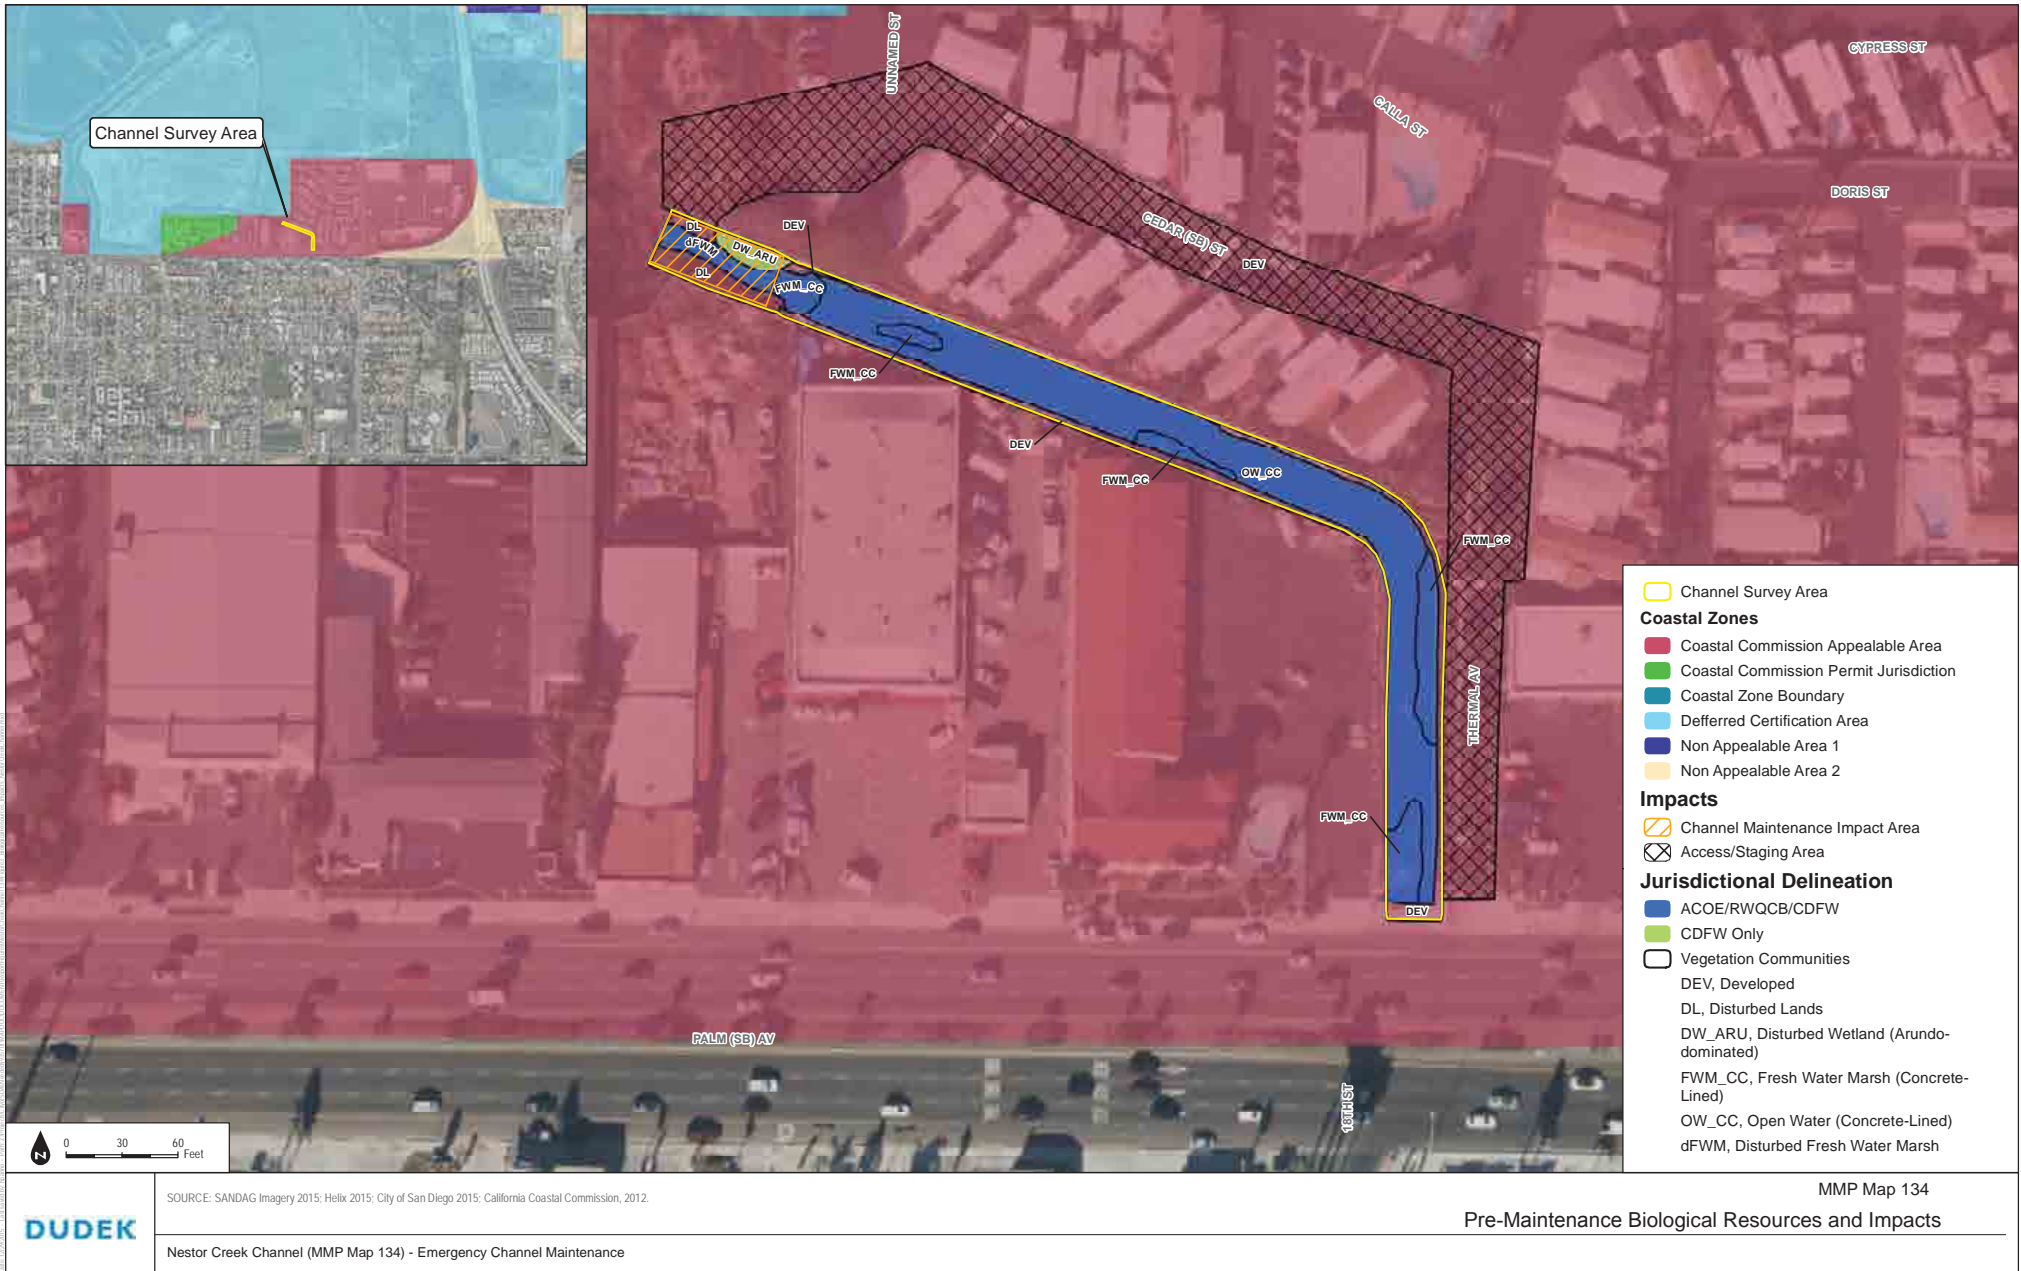 Channel Survey Area
UNNAMED ST
CYPRESS ST
CALLA ST
DORIS ST
CEDAR (SB) ST
DEV
DEV
DL
dFWM
DW_ARU
DL
FWM_CC
FWM_CC
DEV
FWM_CC
OW_CC
FWM_CC
THERMAL AV
FWM_CC
DEV
PALM (SB) AV
18TH ST
Channel Survey Area
Coastal Zones
Coastal Commission Appealable Area
Coastal Commission Permit Jurisdiction
Coastal Zone Boundary
Defferred Certification Area
Non Appealable Area 1
Non Appealable Area 2
Impacts
Channel Maintenance Impact Area
Access/Staging Area
Jurisdictional Delineation
ACOE/RWQCB/CDFW
CDFW Only
Vegetation Communities
DEV, Developed
DL, Disturbed Lands
DW_ARU, Disturbed Wetland (Arundo-
dominated)
FWM_CC, Fresh Water Marsh (Concrete-
Lined)
OW_CC, Open Water (Concrete-Lined)
dFWM, Disturbed Fresh Water Marsh
N
0 30 60
Feet
DUDEK
SOURCE: SANDAG Imagery 2015; Helix 2015; City of San Diego 2015; California Coastal Commission, 2012.
Nestor Creek Channel (MMP Map 134) - Emergency Channel Maintenance
MMP Map 134
Pre-Maintenance Biological Resources and Impacts